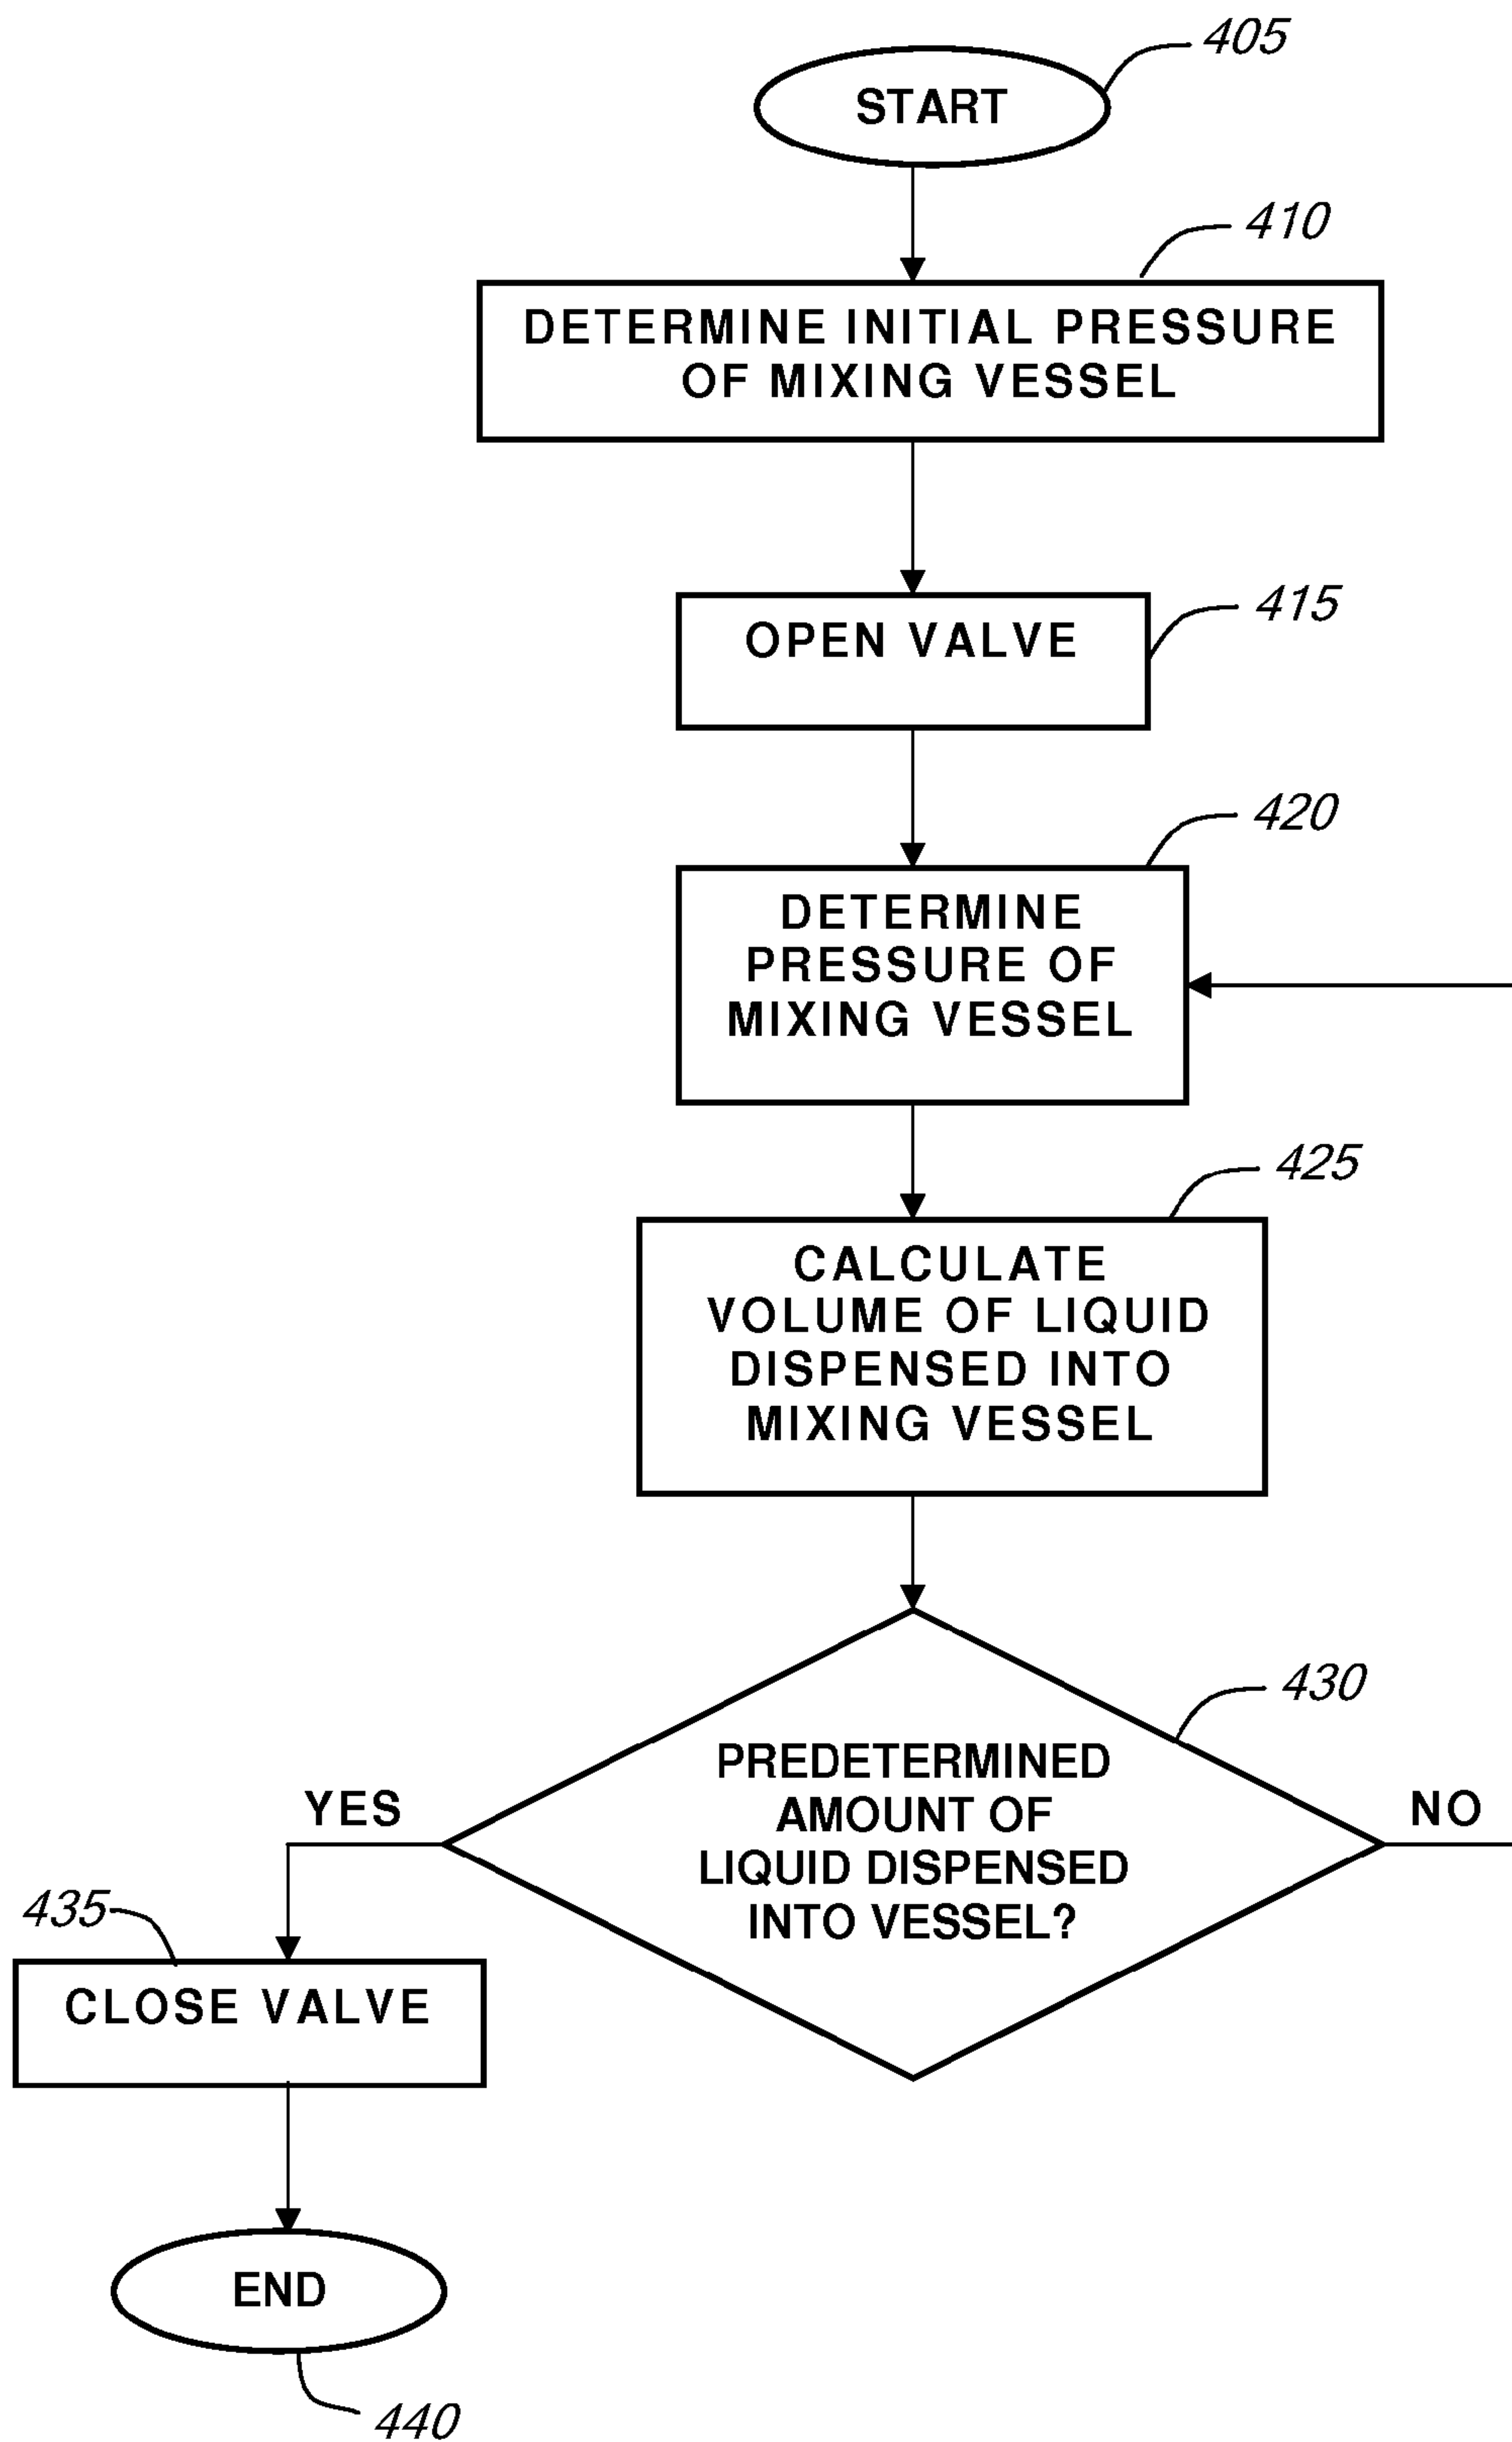 405
START
410
DETERMINE INITIAL PRESSURE
OF MIXING VESSEL
415
OPEN VALVE
420
DETERMINE
PRESSURE OF
MIXING VESSEL
425
CALCULATE
VOLUME OF LIQUID
DISPENSED INTO
MIXING VESSEL
430
PREDETERMINED
AMOUNT OF
LIQUID DISPENSED
INTO VESSEL?
YES
NO
435
CLOSE VALVE
END
440